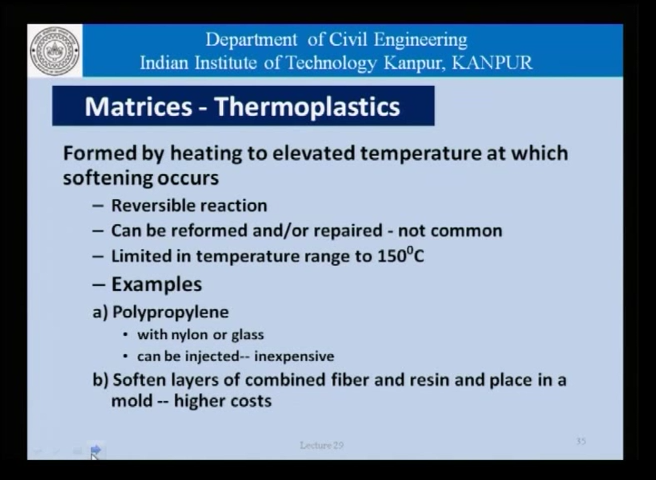 Department of Civil Engineering
Indian Institute of Technology Kanpur, KANPUR
Matrices - Thermoplastics
Formed by heating to elevated temperature at which
softening occurs
– Reversible reaction
– Can be reformed and/or repaired - not common
– Limited in temperature range to 150⁰C
– Examples
a) Polypropylene
• with nylon or glass
• can be injected-- inexpensive
b) Soften layers of combined fiber and resin and place in a
mold -- higher costs
Lecture 29
35